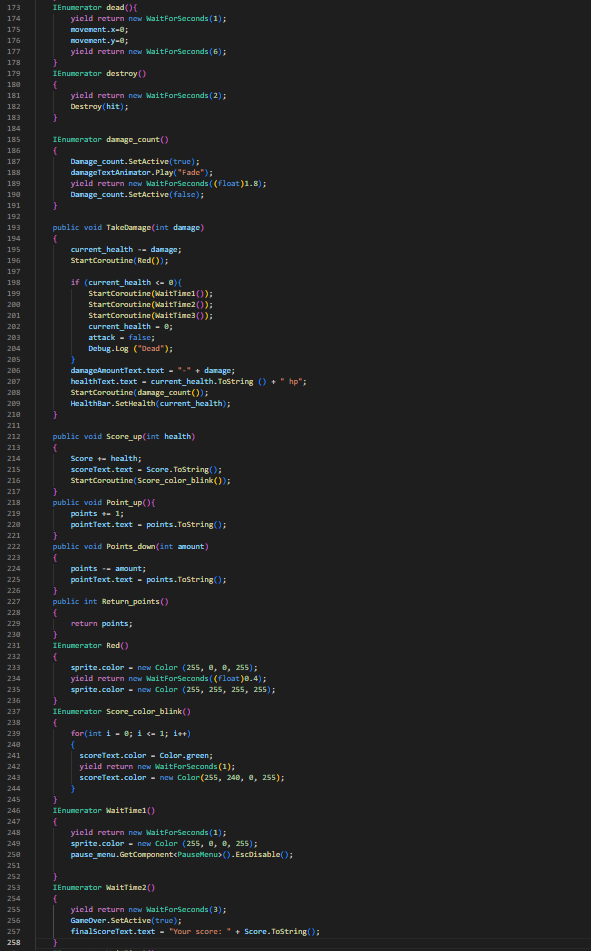 173 IEnumerator dead(){
174 yield return new WaitForSeconds(1);
175 movement.x=0;
176 movement.y=0;
177 yield return new WaitForSeconds(6);
178 }
179 IEnumerator destroy()
180 {
181 yield return new WaitForSeconds(2);
182 Destroy(hit);
183 }
184
185 IEnumerator damage_count()
186 {
187 Damage_count.SetActive(true);
188 damageTextAnimator.Play("Fade");
189 yield return new WaitForSeconds((float)1.8);
190 Damage_count.SetActive(false);
191 }
192
193 public void TakeDamage(int damage)
194 {
195 current_health -= damage;
196 StartCoroutine(Red());
197
198 if (current_health <= 0){
199 StartCoroutine(WaitTime1());
200 StartCoroutine(WaitTime2());
201 StartCoroutine(WaitTime3());
202 current_health = 0;
203 attack = false;
204 Debug.Log ("Dead");
205 }
206 damageAmountText.text = "-" + damage;
207 healthText.text = current_health.ToString () + " hp";
208 StartCoroutine(damage_count());
209 HealthBar.SetHealth(current_health);
210 }
211
212 public void Score_up(int health)
213 {
214 Score += health;
215 scoreText.text = Score.ToString();
216 StartCoroutine(Score_color_blink());
217 }
218 public void Point_up(){
219 points += 1;
220 pointText.text = points.ToString();
221 }
222 public void Points_down(int amount)
223 {
224 points -= amount;
225 pointText.text = points.ToString();
226 }
227 public int Return_points()
228 {
229 return points;
230 }
231 IEnumerator Red()
232 {
233 sprite.color = new Color (255, 0, 0, 255);
234 yield return new WaitForSeconds((float)0.4);
235 sprite.color = new Color (255, 255, 255, 255);
236 }
237 IEnumerator Score_color_blink()
238 {
239 for(int i = 0; i <= 1; i++)
240 {
241 scoreText.color = Color.green;
242 yield return new WaitForSeconds(1);
243 scoreText.color = new Color(255, 240, 0, 255);
244 }
245 }
246 IEnumerator WaitTime1()
247 {
248 yield return new WaitForSeconds(1);
249 sprite.color = new Color (255, 0, 0, 255);
250 pause_menu.GetComponent<PauseMenu>().EscDisable();
251
252 }
253 IEnumerator WaitTime2()
254 {
255 yield return new WaitForSeconds(3);
256 GameOver.SetActive(true);
257 finalScoreText.text = "Your score: " + Score.ToString();
258 }